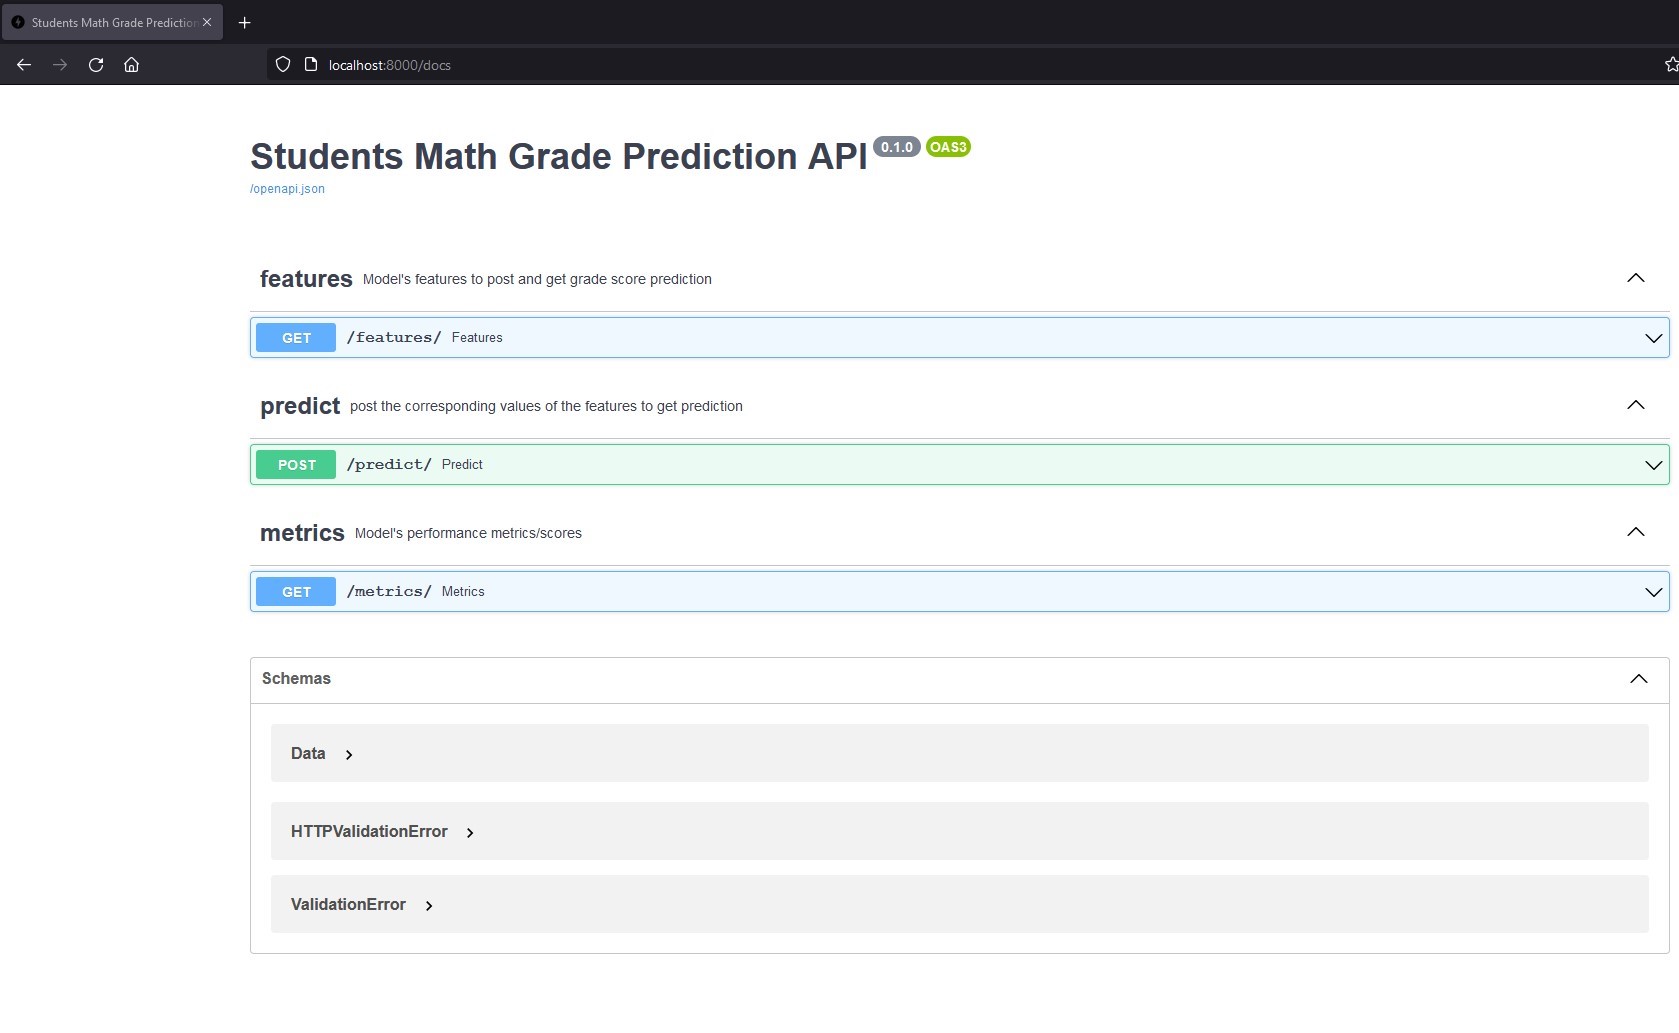 Students Math Grade Prediction
localhost:8000/docs
Students Math Grade Prediction API 0.1.0 OAS3
/openapi.json
features Model's features to post and get grade score prediction
GET /features/ Features
predict post the corresponding values of the features to get prediction
POST /predict/ Predict
metrics Model's performance metrics/scores
GET /metrics/ Metrics
Schemas
Data
HTTPValidationError
ValidationError